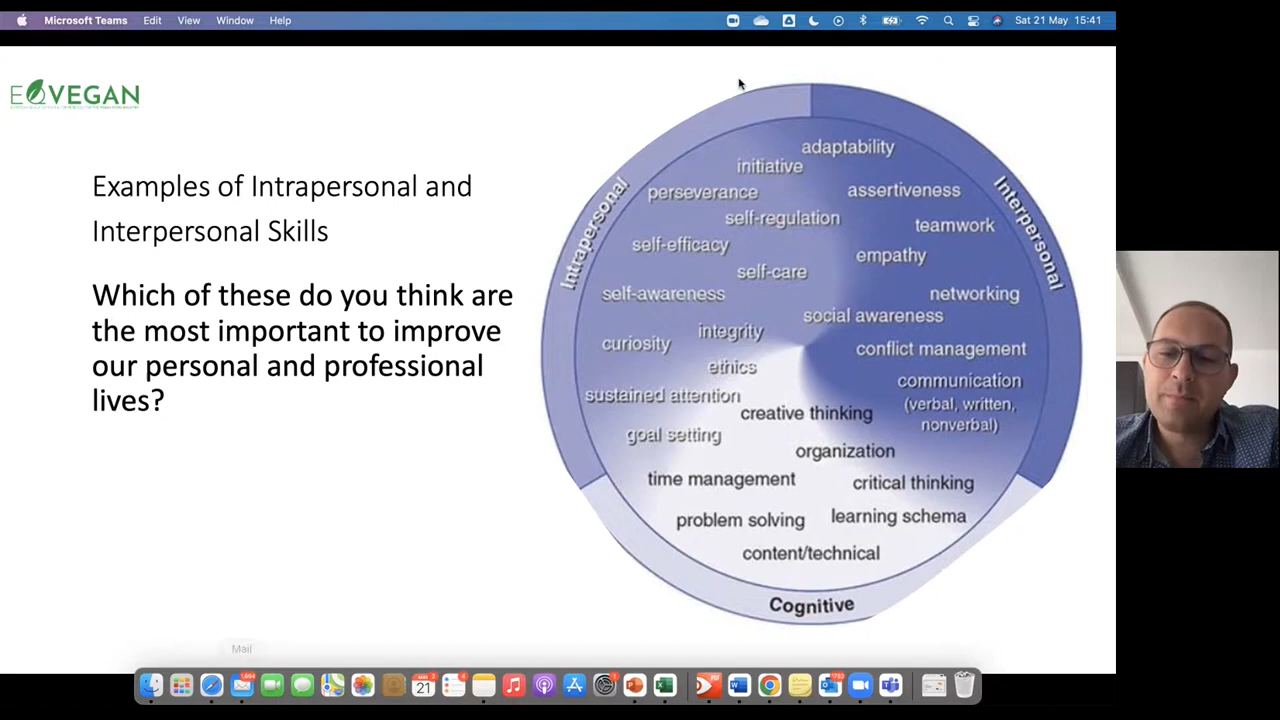 Microsoft Teams Edit View Window Help Sat 21 May 15:41
EQVEGAN
Examples of Intrapersonal and
Interpersonal Skills
Which of these do you think are
the most important to improve
our personal and professional
lives?
Intrapersonal
Interpersonal
adaptability
initiative
perseverance
assertiveness
self-regulation
teamwork
self-efficacy
empathy
self-care
self-awareness
networking
social awareness
integrity
curiosity
conflict management
ethics
communication
sustained attention
(verbal, written,
nonverbal)
creative thinking
goal setting
organization
time management
critical thinking
problem solving
learning schema
content/technical
Cognitive
Mail
21